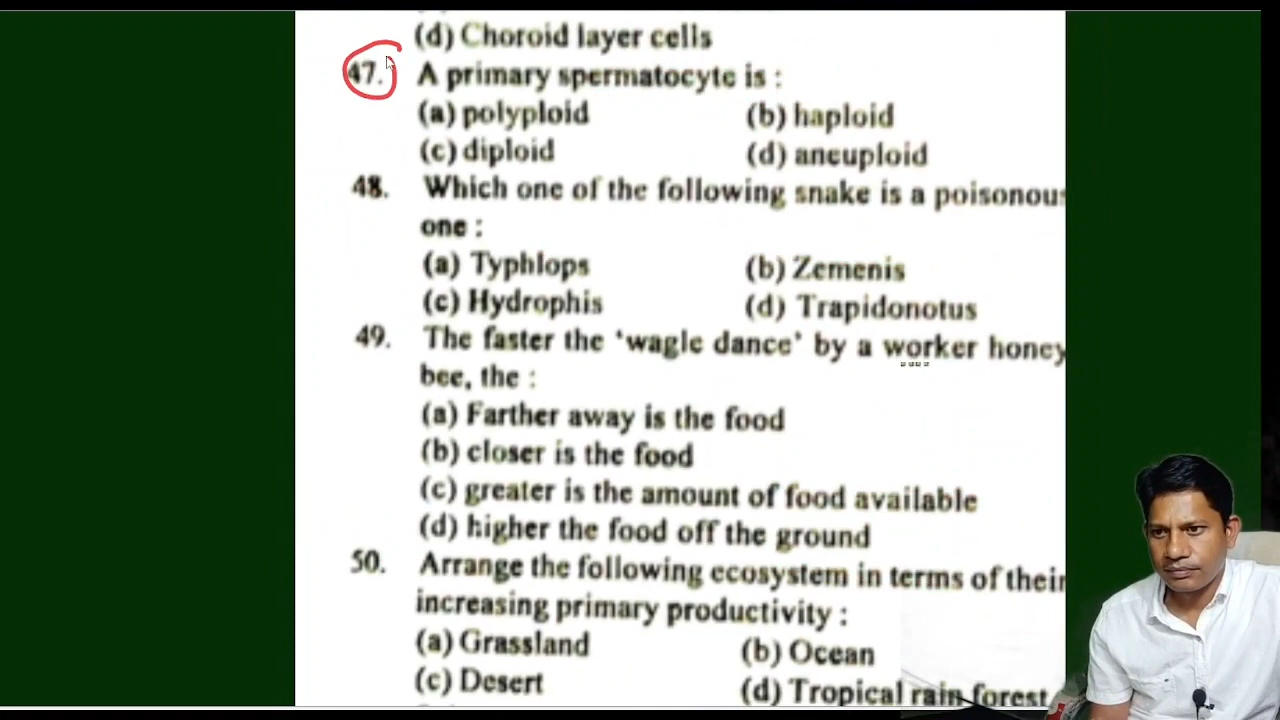 (d) Choroid layer cells
47. A primary spermatocyte is :
(a) polyploid (b) haploid
(c) diploid (d) aneuploid
48. Which one of the following snake is a poisonous
one :
(a) Typhlops (b) Zemenis
(c) Hydrophis (d) Trapidonotus
49. The faster the ‘wagle dance’ by a worker honey
bee, the :
(a) Farther away is the food
(b) closer is the food
(c) greater is the amount of food available
(d) higher the food off the ground
50. Arrange the following ecosystem in terms of their
increasing primary productivity :
(a) Grassland (b) Ocean
(c) Desert (d) Tropical rain forest